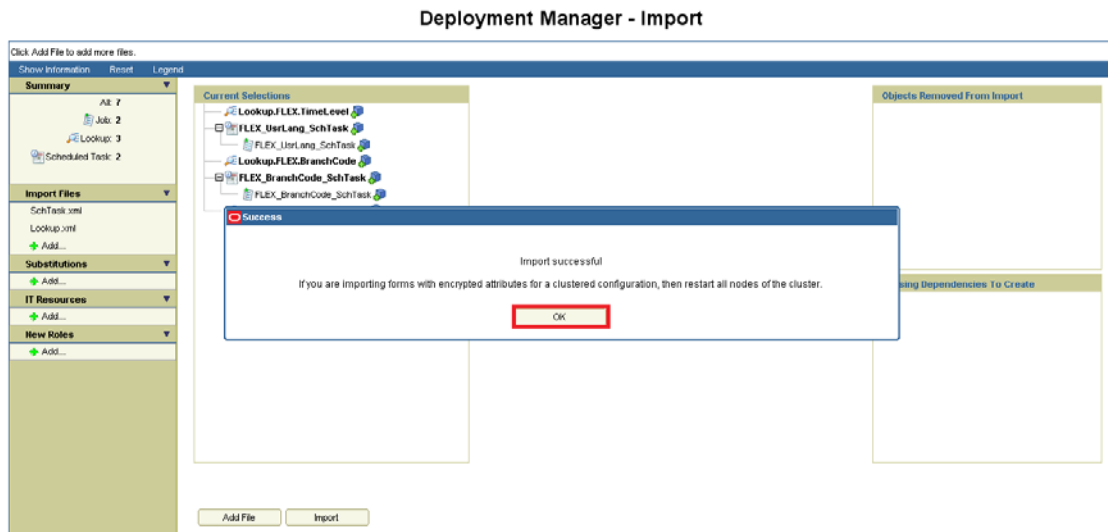 Deployment Manager - Import
Click Add File to add more files.
Show Information Reset Legend
Summary
All: 7
Job: 2
Lookup: 3
Scheduled Task: 2
Import Files
SchTask.xml
Lookup.xml
Add...
Substitutions
Add...
IT Resources
Add...
New Roles
Add...
Current Selections
Lookup.FLEX.TimeLevel
FLEX_UsrLang_SchTask
FLEX_UsrLang_SchTask
Lookup.FLEX.BranchCode
FLEX_BranchCode_SchTask
FLEX_BranchCode_SchTask
Objects Removed From Import
Success
Import successful
If you are importing forms with encrypted attributes for a clustered configuration, then restart all nodes of the cluster.
OK
Dependencies To Create
Add File
Import